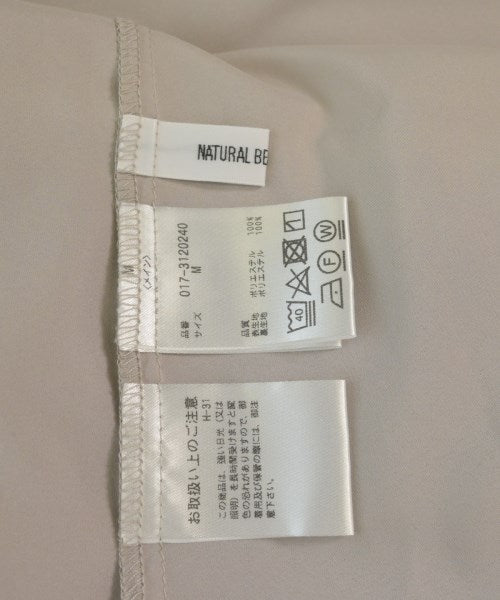 NATURAL BE
品番 017-3120240
サイズ M
品質
表生地 ポリエステル 100%
裏生地 ポリエステル 100%
40
F W
(メイン)
お取扱い上のご注意
H-31
この商品は、強い日光(又は
照明)を長時間受けますと変
色の恐れがありますので、御
着用及び保管の際には、御注
意下さい。